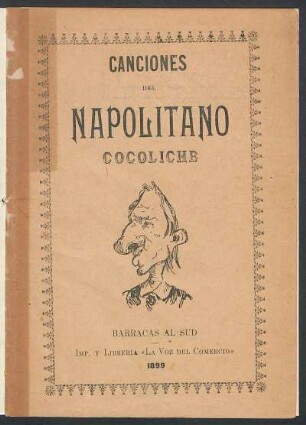 CANCIONES
DEL
NAPOLITANO
COCOLICHE
BARRACAS AL SUD
IMP. Y LIBRERIA «LA VOZ DEL COMERCIO»
1899